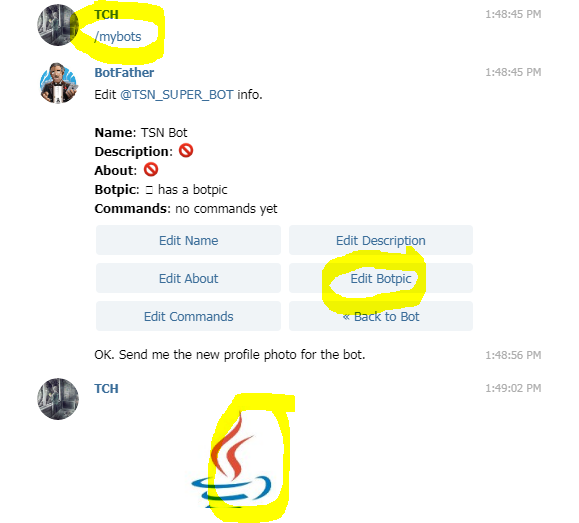 TCH 1:48:45 PM
/mybots
BotFather 1:48:45 PM
Edit @TSN_SUPER_BOT info.
Name: TSN Bot
Description: 🚫
About: 🚫
Botpic: has a botpic
Commands: no commands yet
Edit Name Edit Description
Edit About Edit Botpic
Edit Commands « Back to Bot
OK. Send me the new profile photo for the bot. 1:48:56 PM
TCH 1:49:02 PM